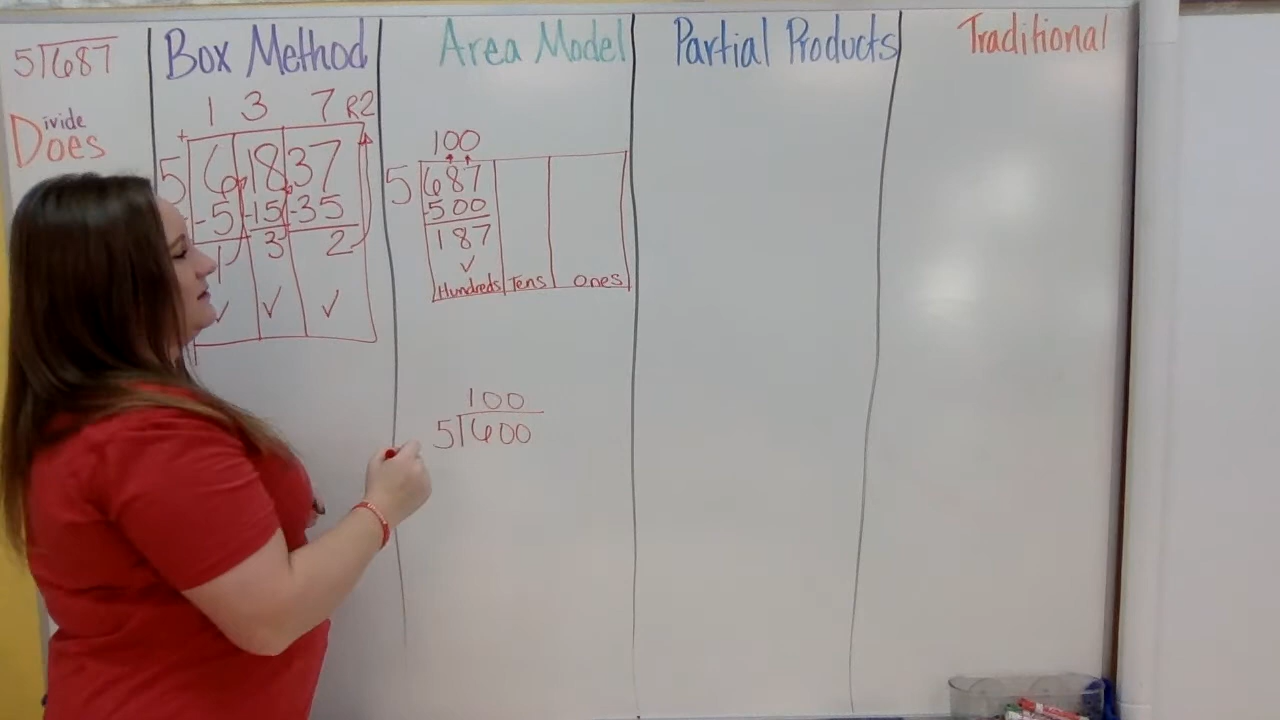 5)687
Divide
Does
Box Method
1 3 7 R2
5 6 18 37
-5 -15 -35
1 3 2
✓ ✓ ✓
Area Model
100
5 687
-500
187
✓
Hundreds Tens Ones
100
5)600
Partial Products
Traditional